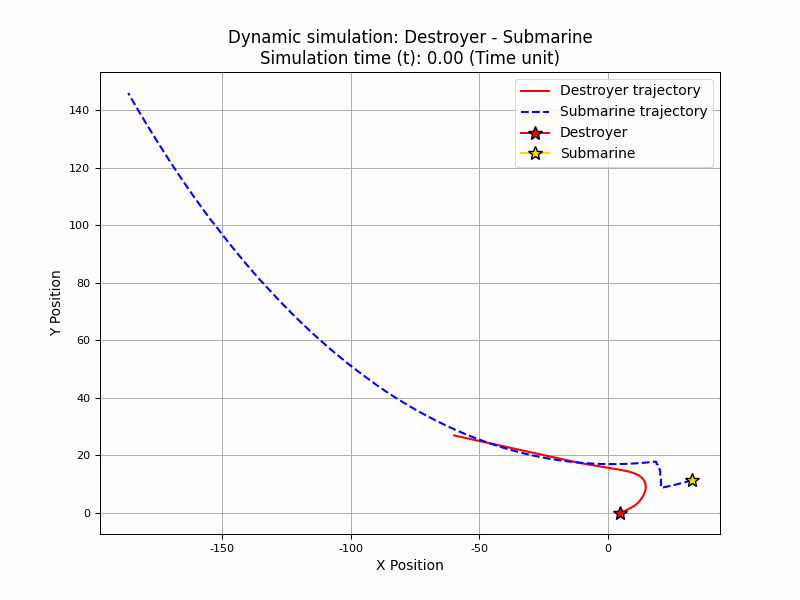 Dynamic simulation: Destroyer - Submarine
Simulation time (t): 0.00 (Time unit)
Destroyer trajectory
Submarine trajectory
Destroyer
Submarine
140
120
100
80
60
40
20
0
Y Position
-150
-100
-50
0
X Position